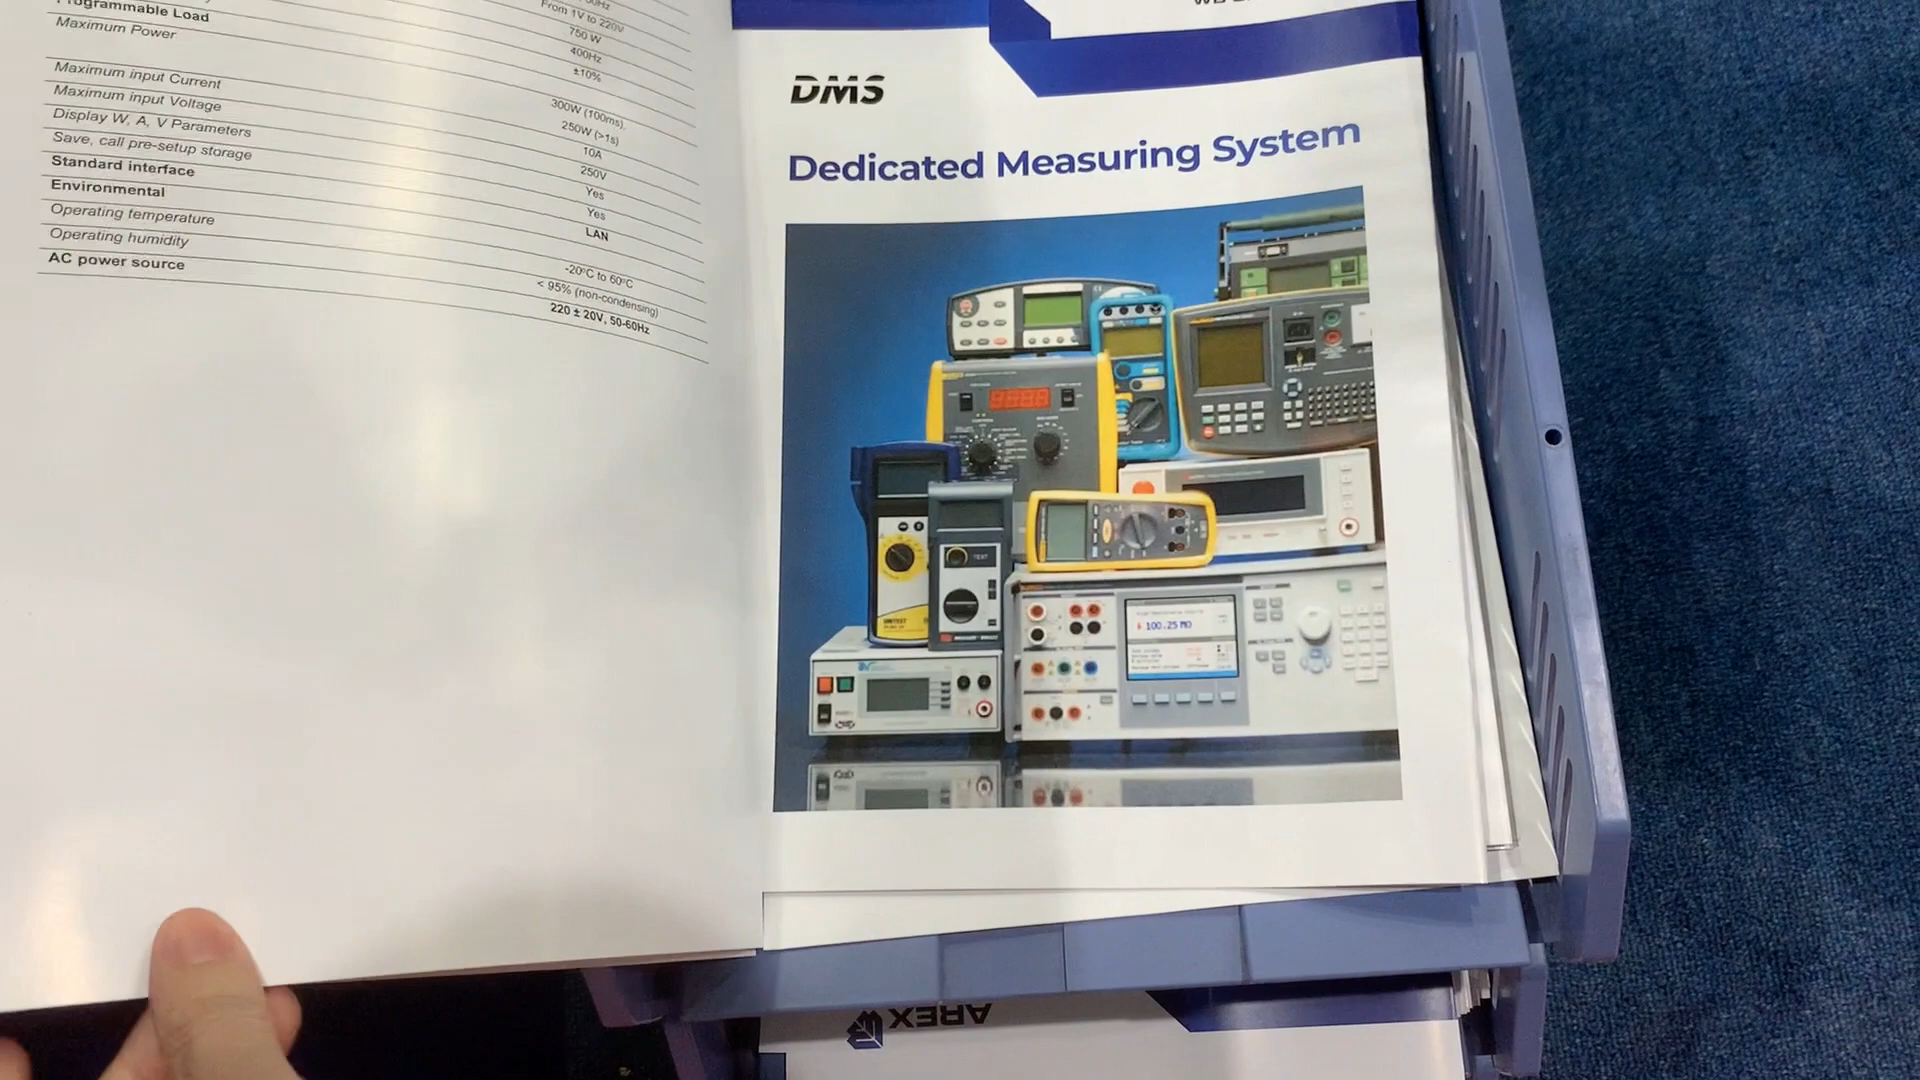 Programmable Load
Maximum Power
Maximum input Current
Maximum input Voltage
Display W, A, V Parameters
Save, call pre-setup storage
Standard interface
Environmental
Operating temperature
Operating humidity
AC power source
From 1V to 220V
750 W
400Hz
±10%
300W (100ms),
250W (>1s)
10A
250V
Yes
Yes
LAN
-20ºC to 60ºC
< 95% (non-condensing)
220 ± 20V, 50-60Hz
DMS
Dedicated Measuring System
TEST
100.25 MΩ
AREX